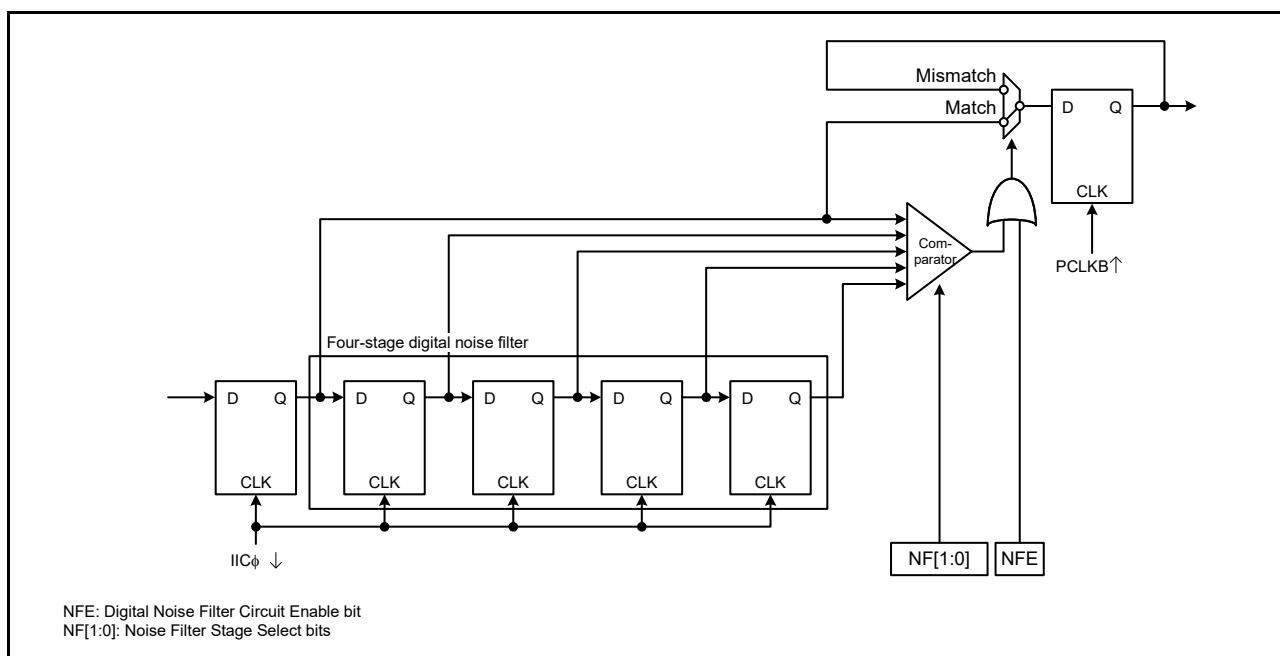 Mismatch
Match
D Q
CLK
PCLKB↑
Com-
parator
Four-stage digital noise filter
D Q D Q D Q D Q D Q
CLK CLK CLK CLK CLK
IICϕ ↓
NF[1:0] NFE
NFE: Digital Noise Filter Circuit Enable bit
NF[1:0]: Noise Filter Stage Select bits